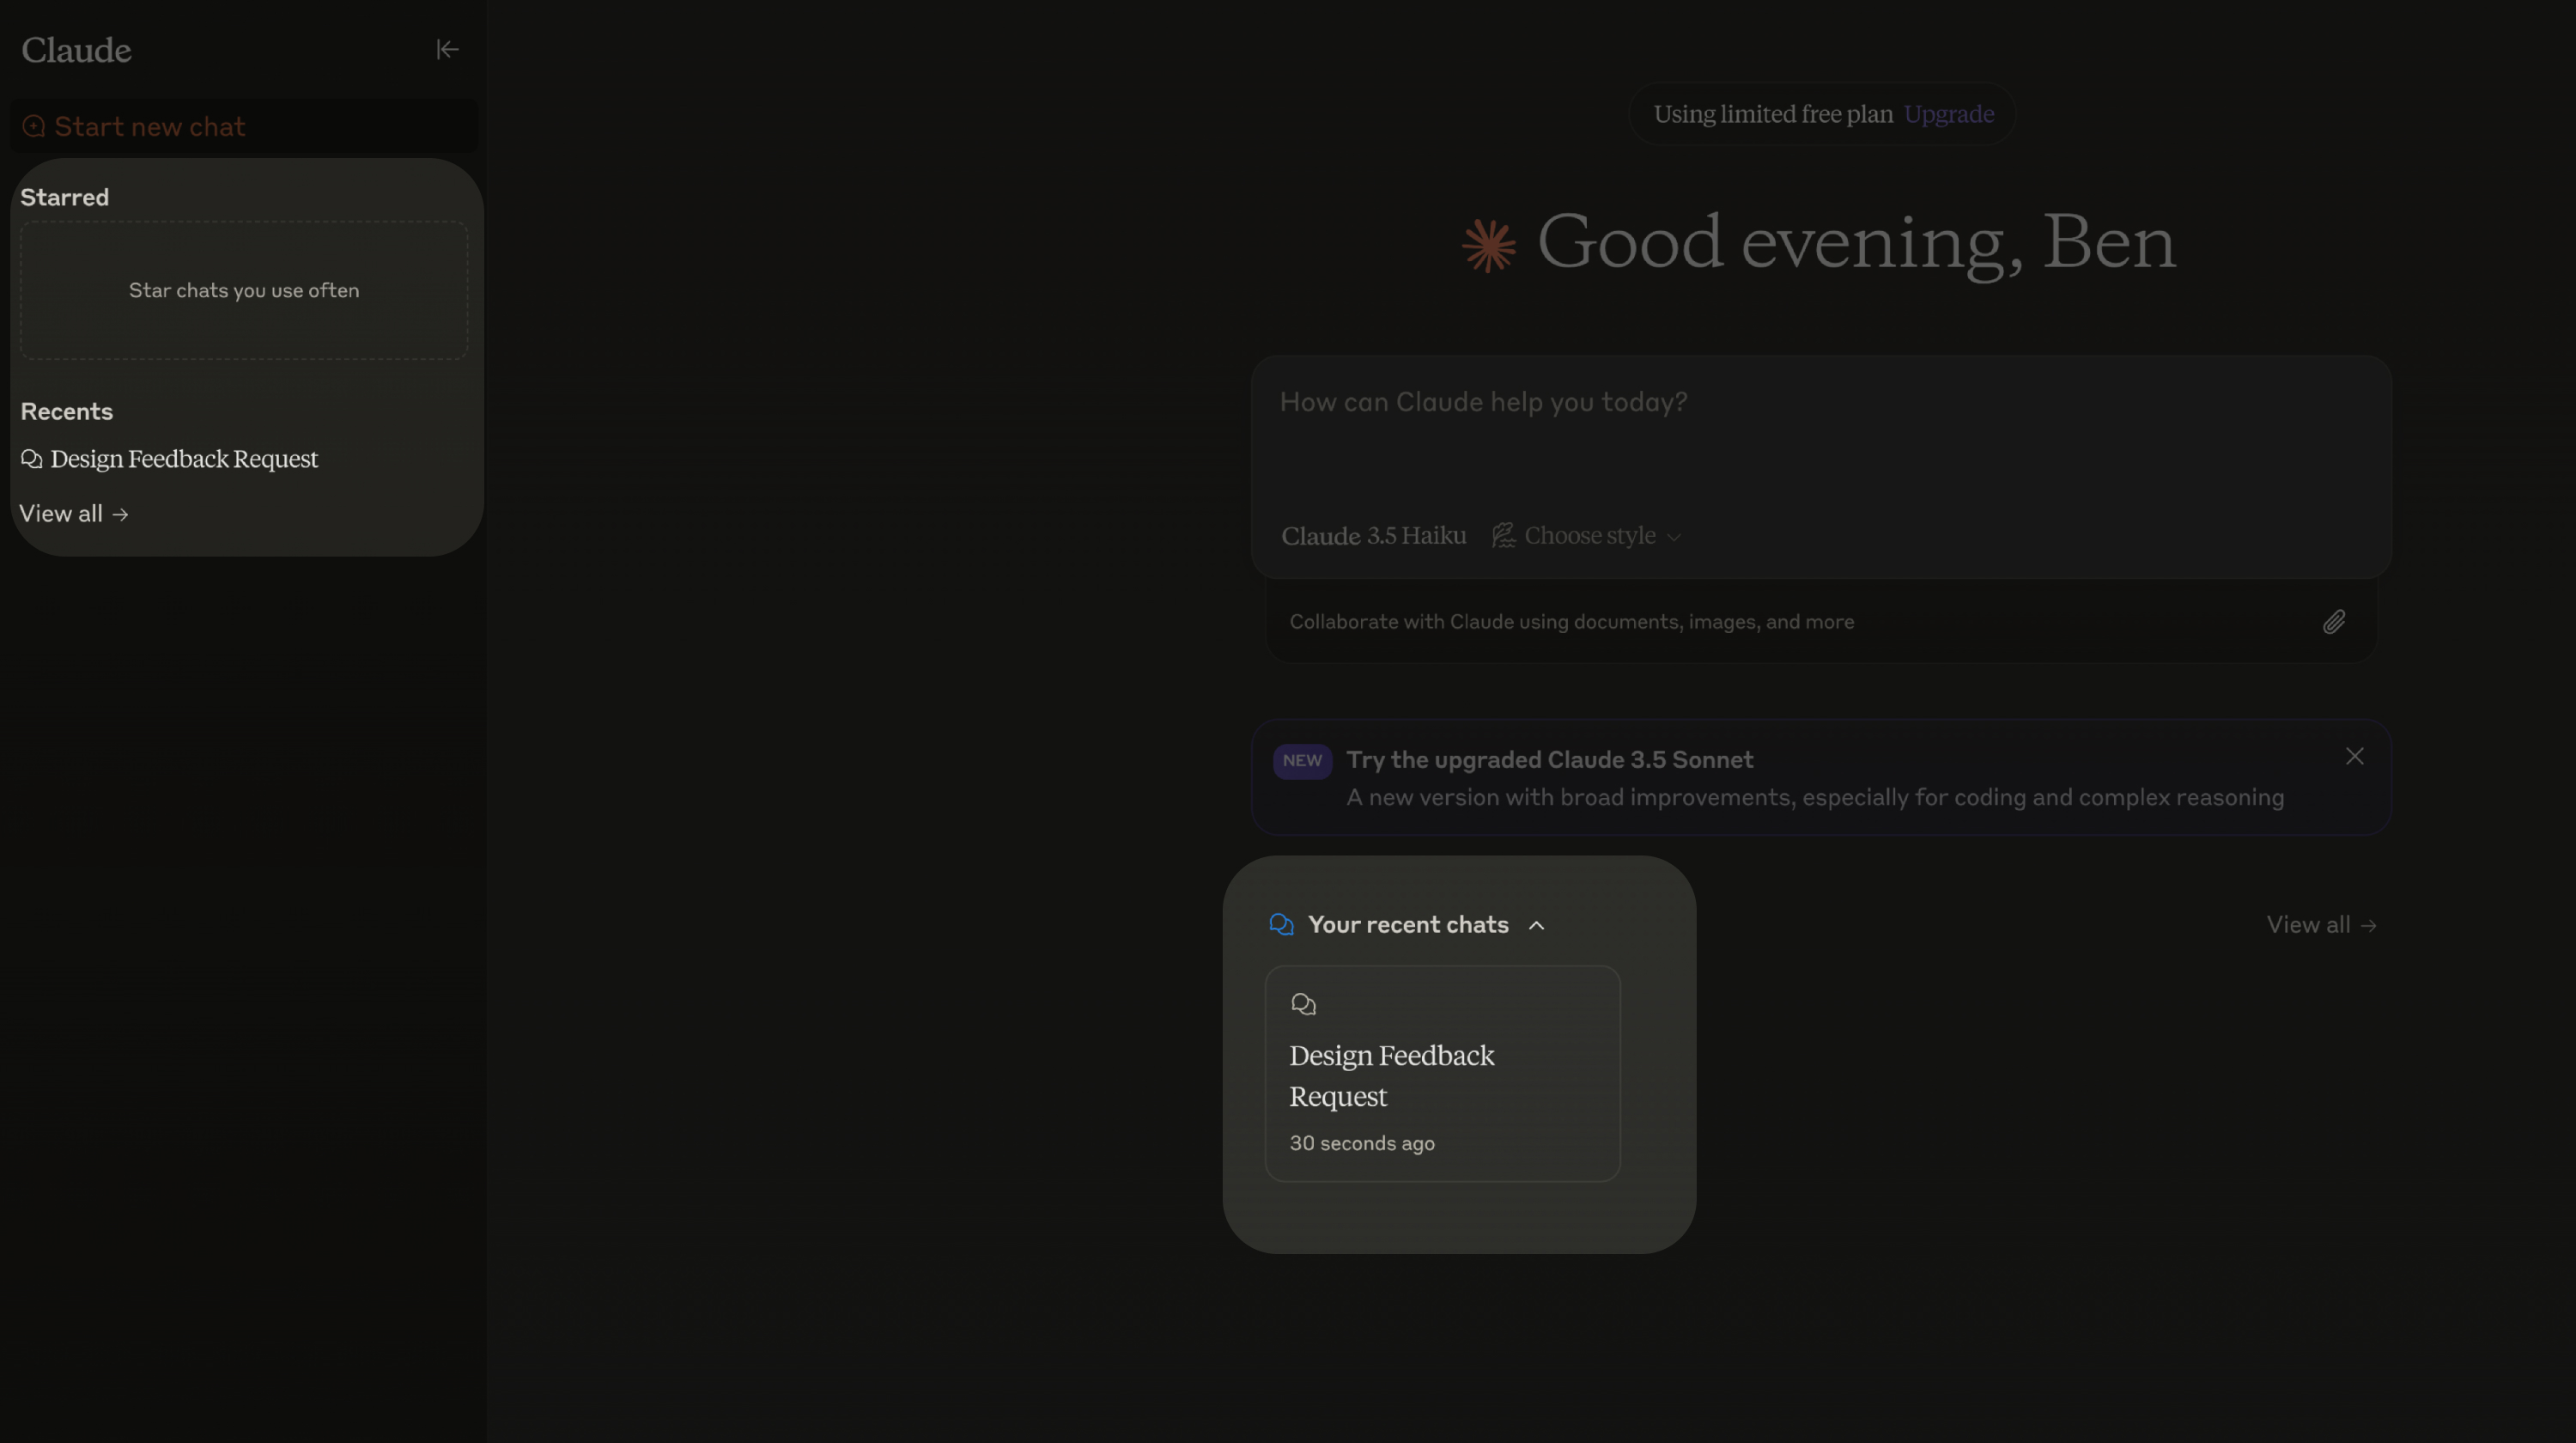 Claude
Start new chat
Starred
Star chats you use often
Recents
Design Feedback Request
View all →
Using limited free plan Upgrade
Good evening, Ben
How can Claude help you today?
Claude 3.5 Haiku Choose style
Collaborate with Claude using documents, images, and more
NEW Try the upgraded Claude 3.5 Sonnet
A new version with broad improvements, especially for coding and complex reasoning
Your recent chats
View all →
Design Feedback
Request
30 seconds ago